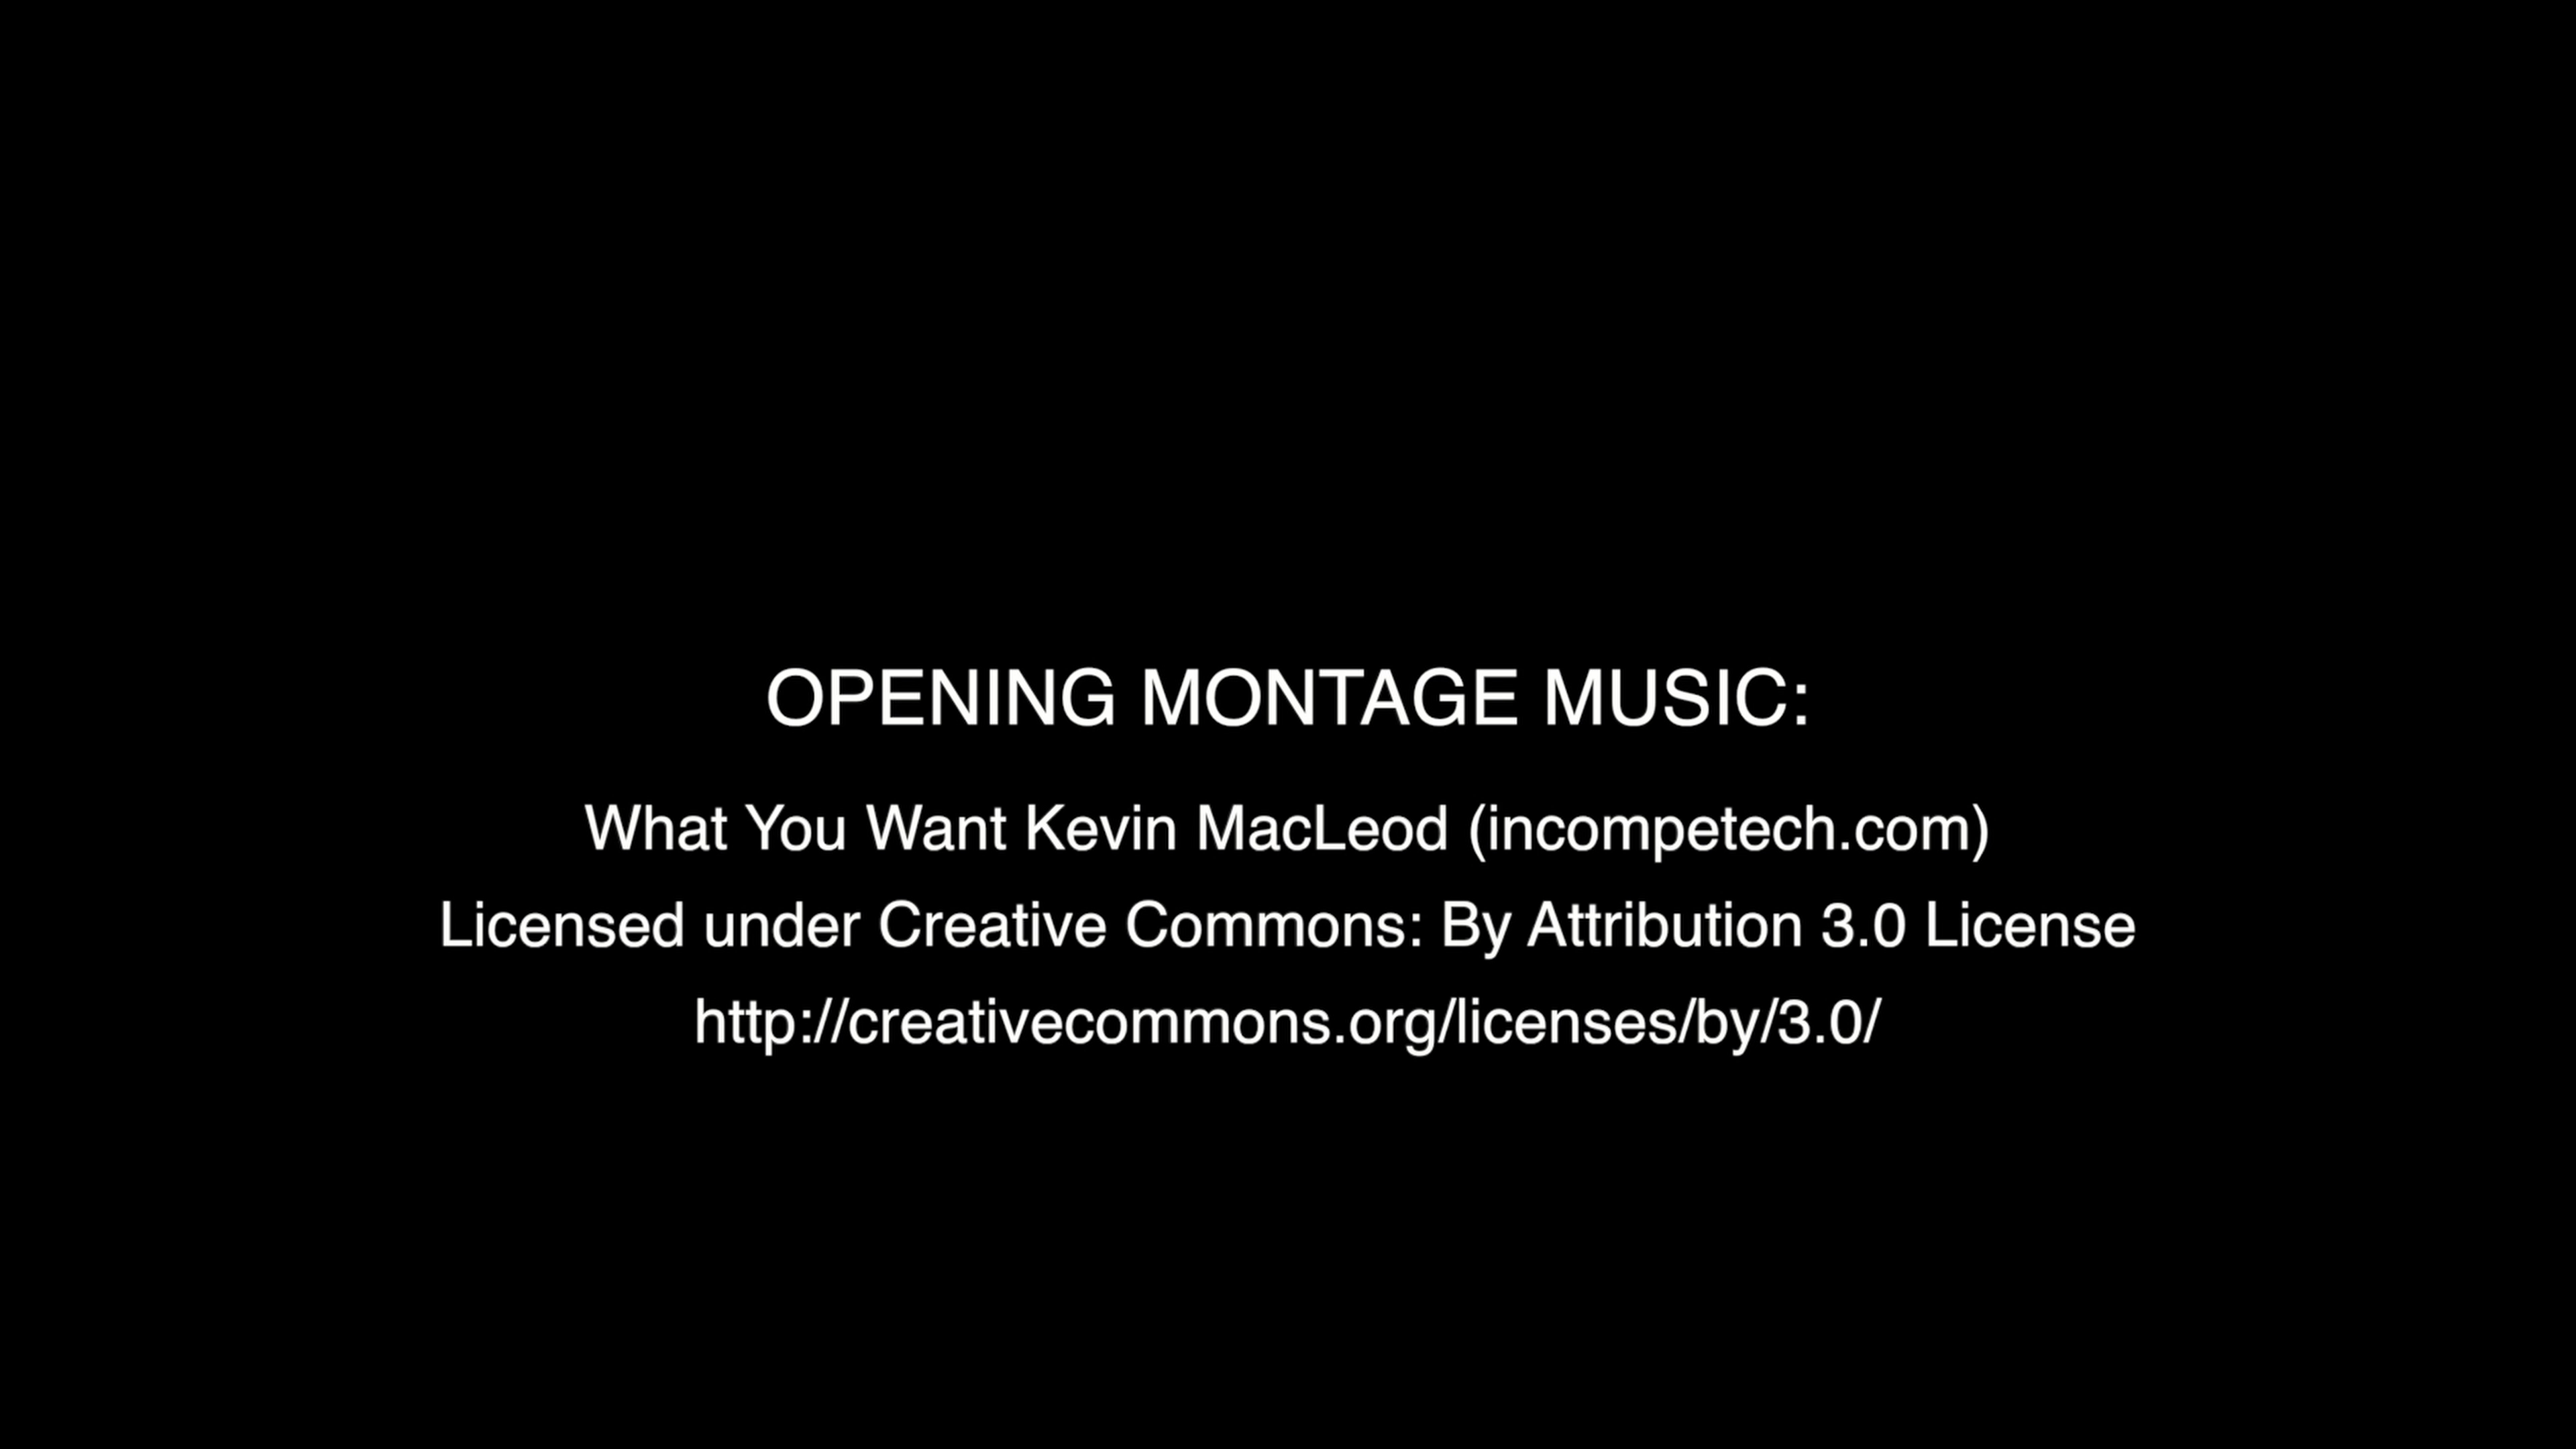 OPENING MONTAGE MUSIC:
What You Want Kevin MacLeod (incompetech.com)
Licensed under Creative Commons: By Attribution 3.0 License
http://creativecommons.org/licenses/by/3.0/